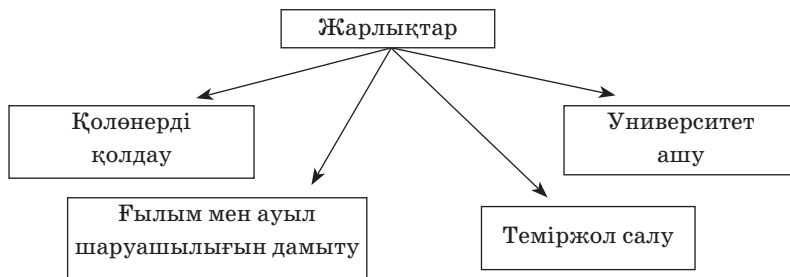 Жарлықтар
Қолөнерді
қолдау
Университет
ашу
Ғылым мен ауыл
шаруашылығын дамыту
Теміржол салу